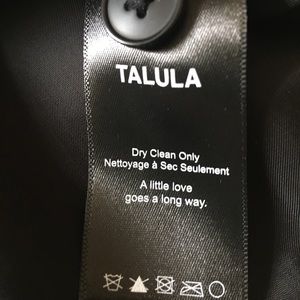 TALULA
Dry Clean Only
Nettoyage à Sec Seulement
A little love
goes a long way.